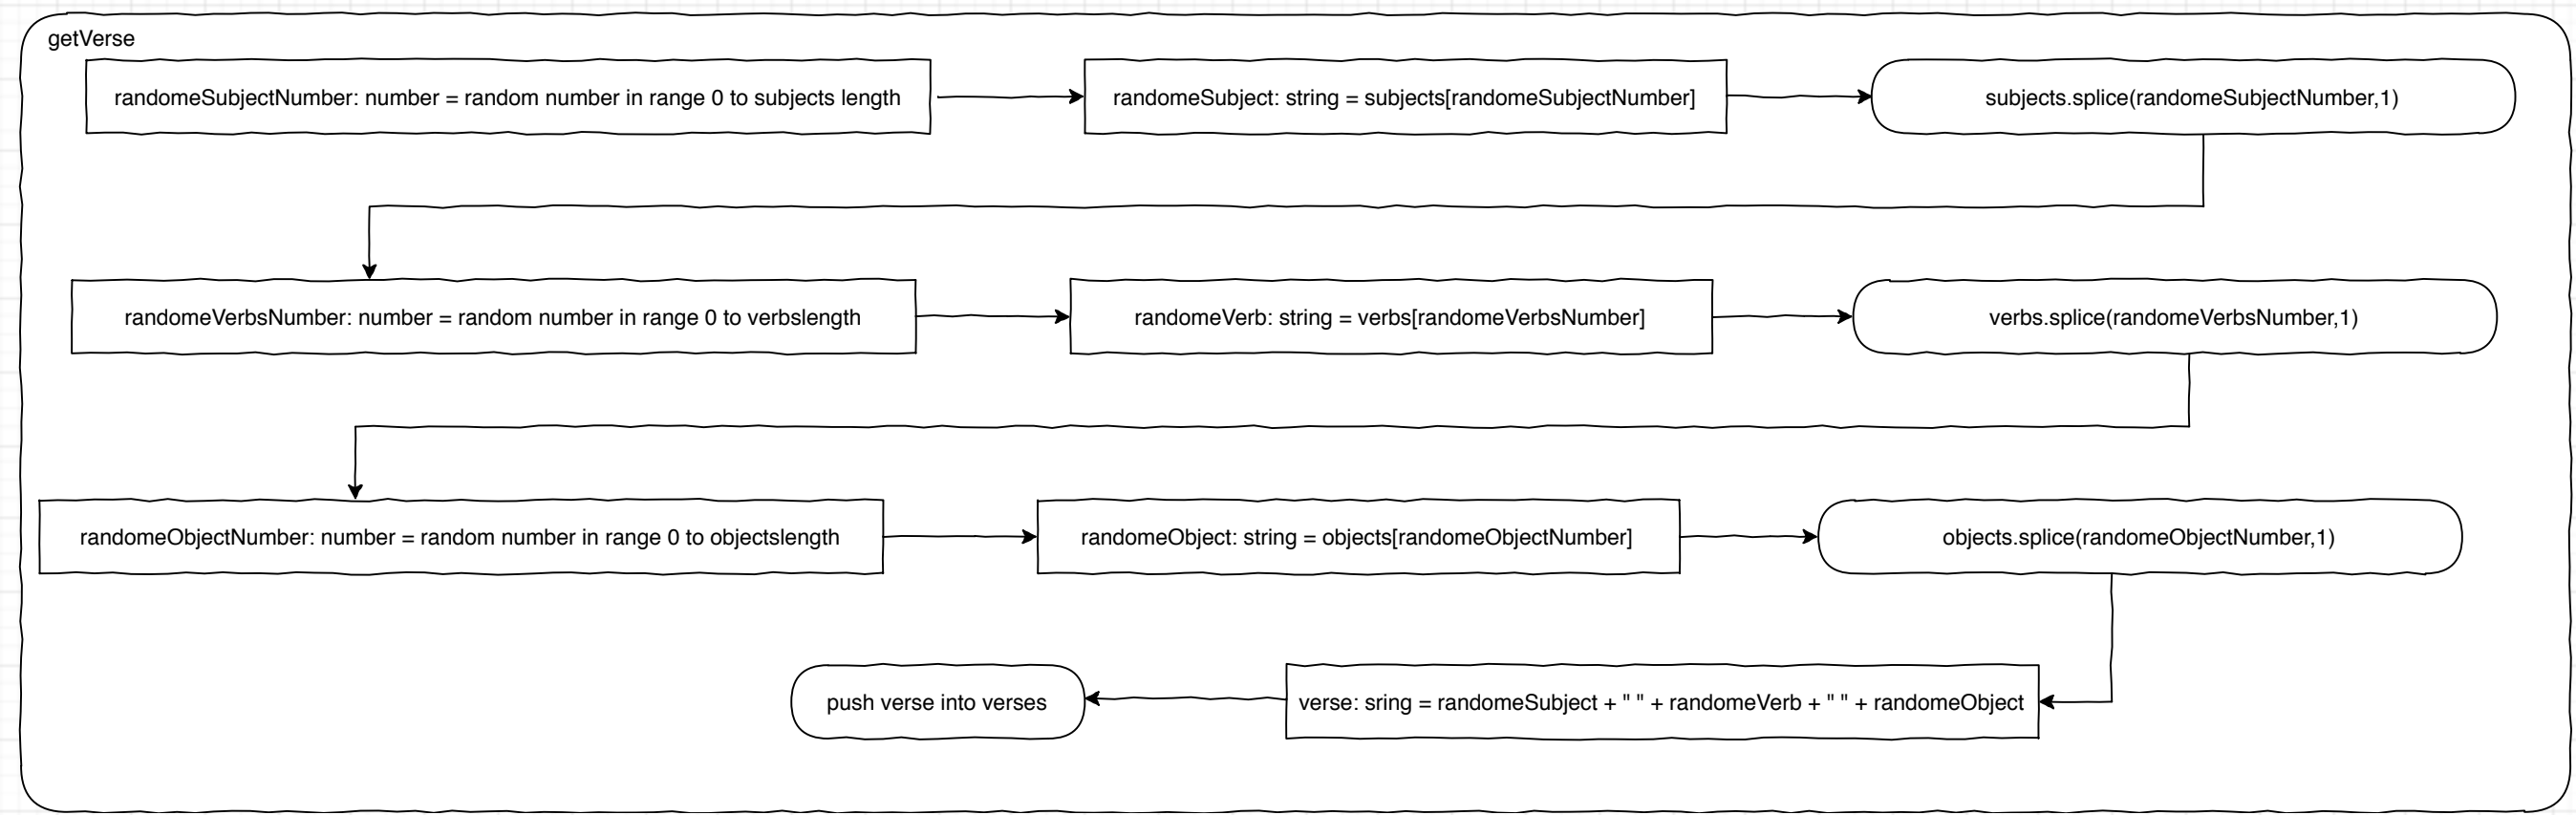 getVerse
randomeSubjectNumber: number = random number in range 0 to subjects length
randomeSubject: string = subjects[randomeSubjectNumber]
subjects.splice(randomeSubjectNumber,1)
randomeVerbsNumber: number = random number in range 0 to verbslength
randomeVerb: string = verbs[randomeVerbsNumber]
verbs.splice(randomeVerbsNumber,1)
randomeObjectNumber: number = random number in range 0 to objectslength
randomeObject: string = objects[randomeObjectNumber]
objects.splice(randomeObjectNumber,1)
push verse into verses
verse: sring = randomeSubject + " " + randomeVerb + " " + randomeObject